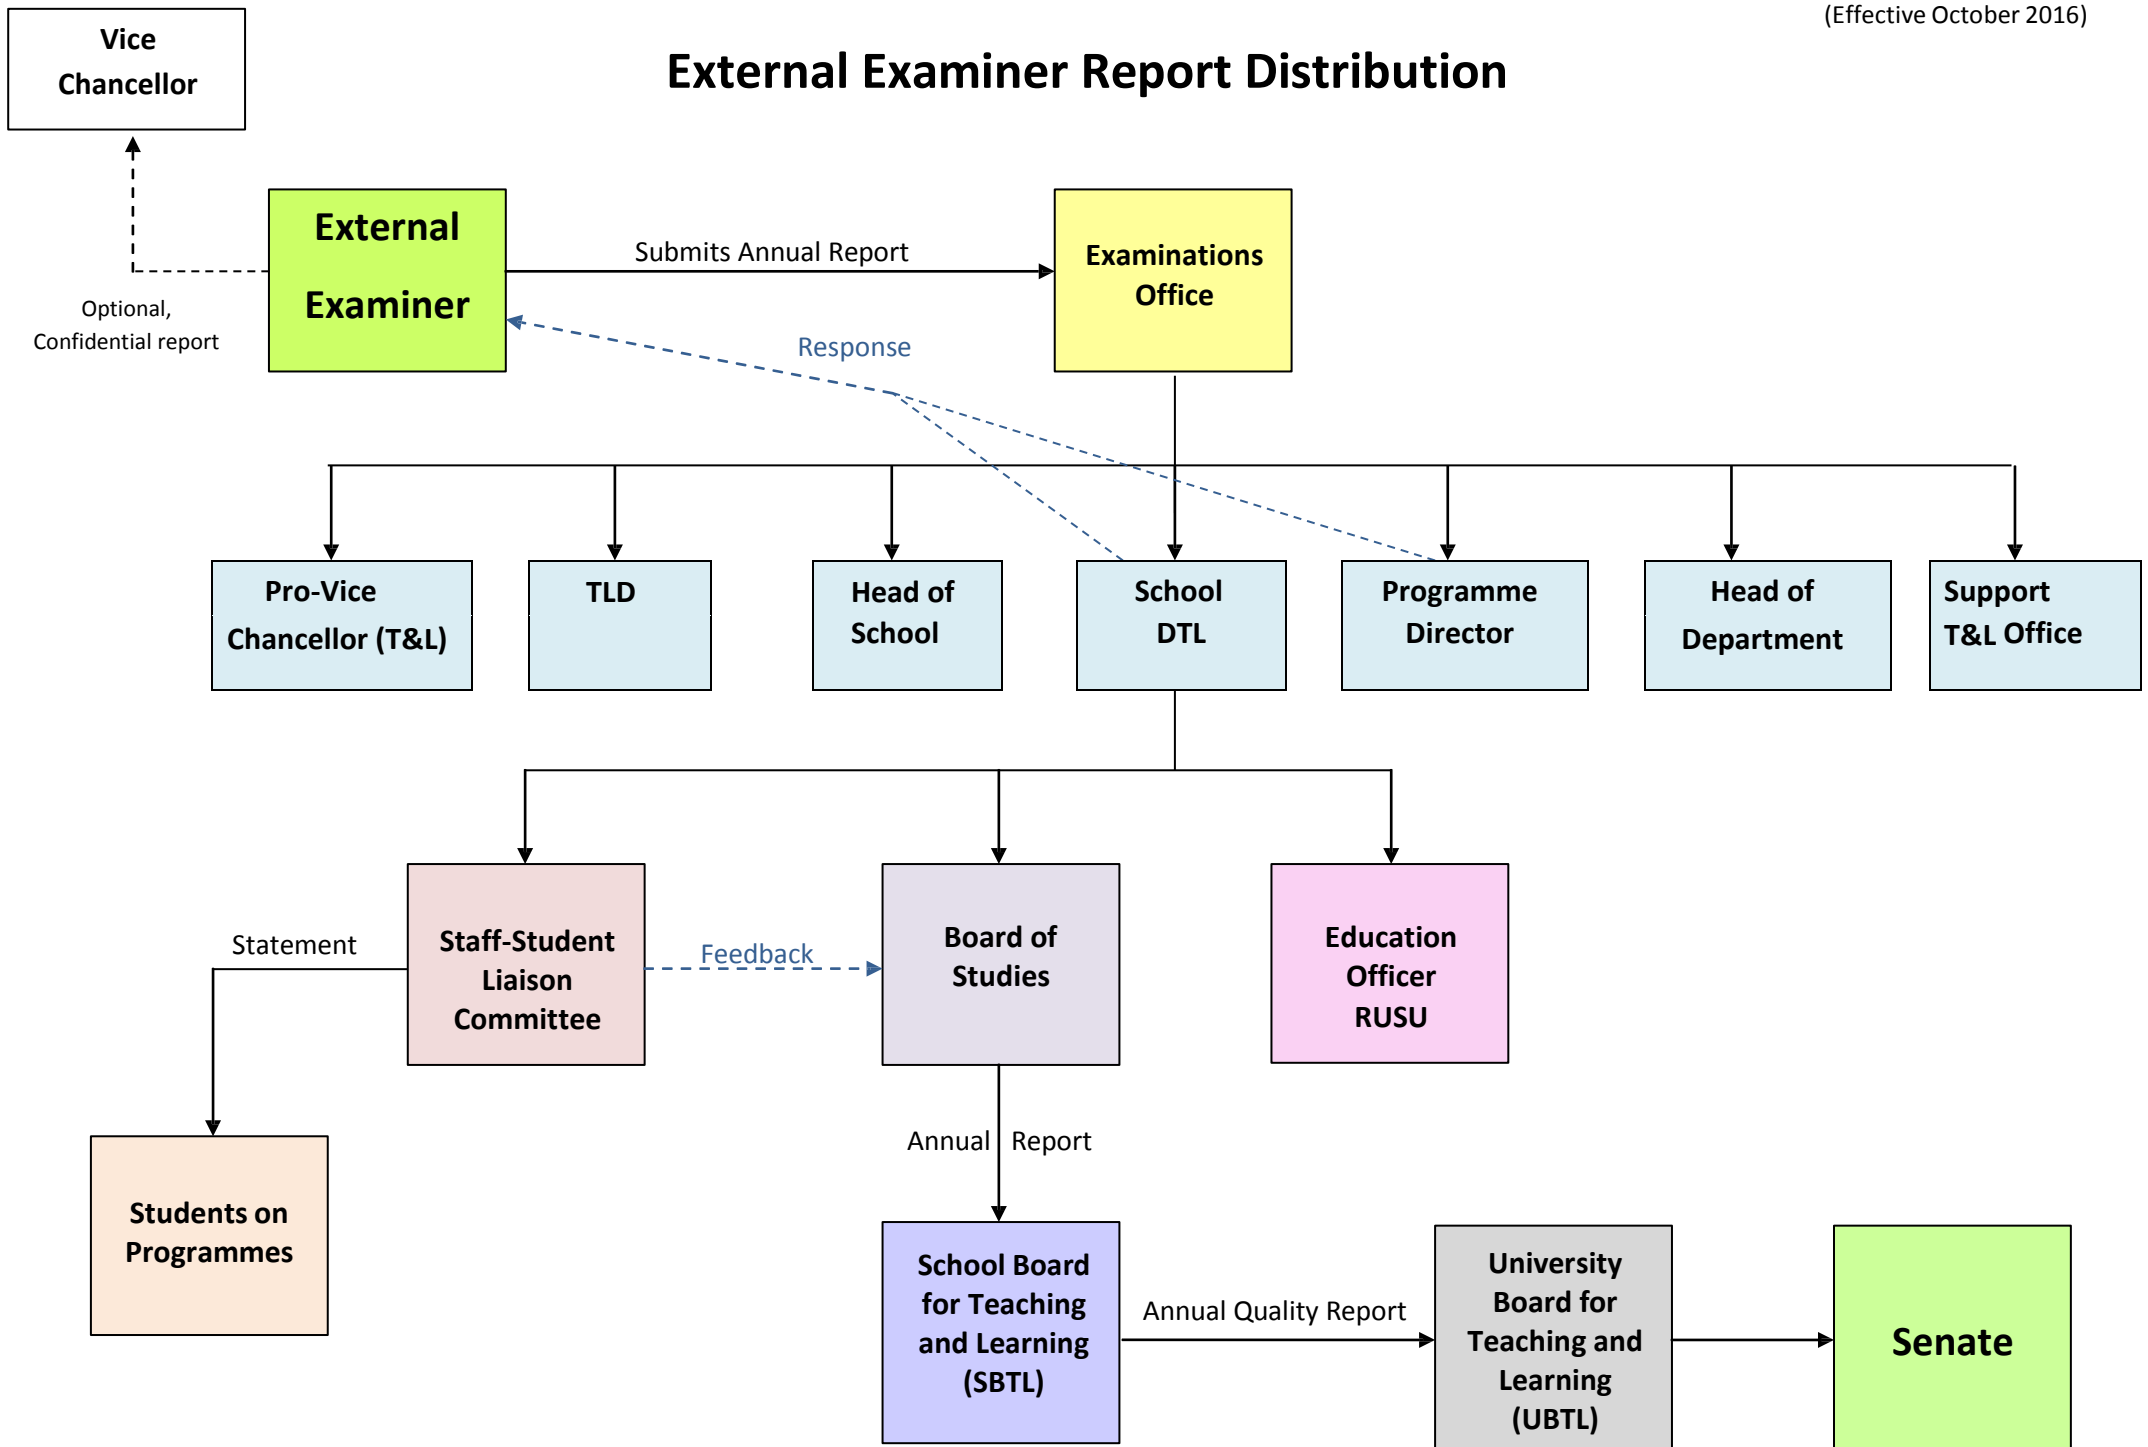 (Effective October 2016)
Vice
Chancellor
External Examiner Report Distribution
External
Examiner
Submits Annual Report
Examinations
Office
Optional,
Confidential report
Response
Pro-Vice
Chancellor (T&L)
TLD
Head of
School
School
DTL
Programme
Director
Head of
Department
Support
T&L Office
Statement
Staff-Student
Liaison
Committee
Feedback
Board of
Studies
Education
Officer
RUSU
Annual Report
Students on
Programmes
School Board
for Teaching
and Learning
(SBTL)
Annual Quality Report
University
Board for
Teaching and
Learning
(UBTL)
Senate